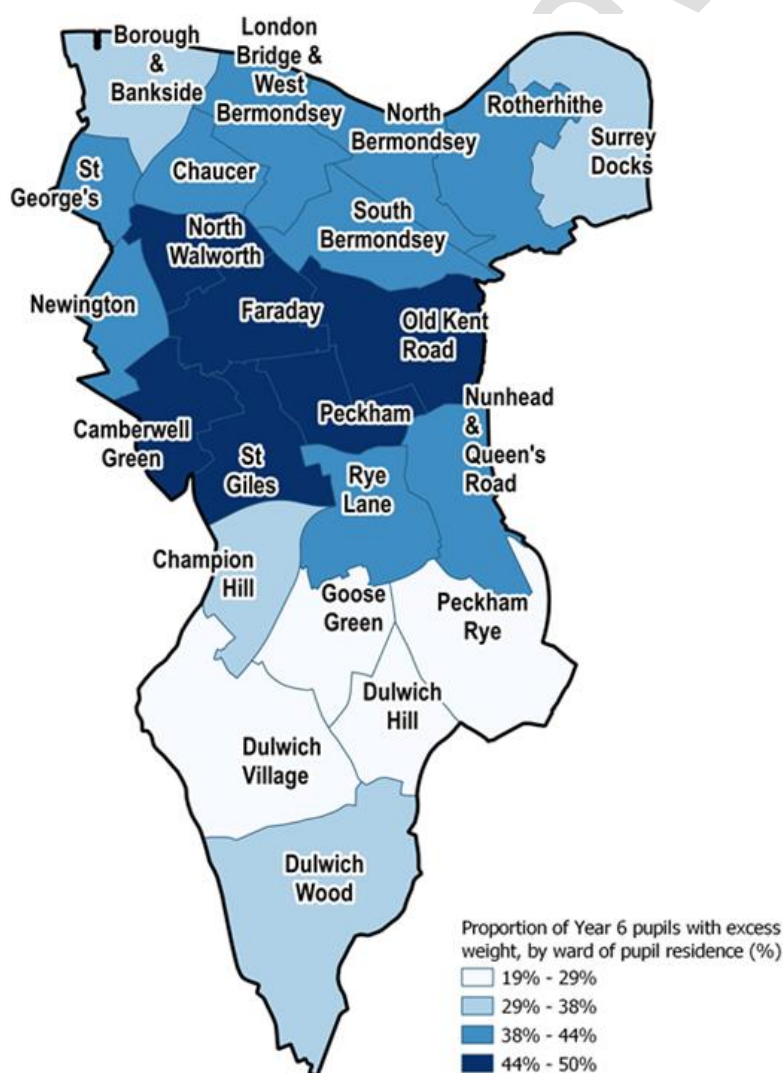 Borough
&
Bankside
London
Bridge &
West
Bermondsey
North
Bermondsey
Rotherhithe
Surrey
Docks
St
George's
Chaucer
South
Bermondsey
North
Walworth
Newington
Faraday
Old Kent
Road
Camberwell
Green
St
Giles
Peckham
Nunhead
&
Queen's
Road
Rye
Lane
Champion
Hill
Goose
Green
Peckham
Rye
Dulwich
Hill
Dulwich
Village
Dulwich
Wood
Proportion of Year 6 pupils with excess
weight, by ward of pupil residence (%)
19% - 29%
29% - 38%
38% - 44%
44% - 50%